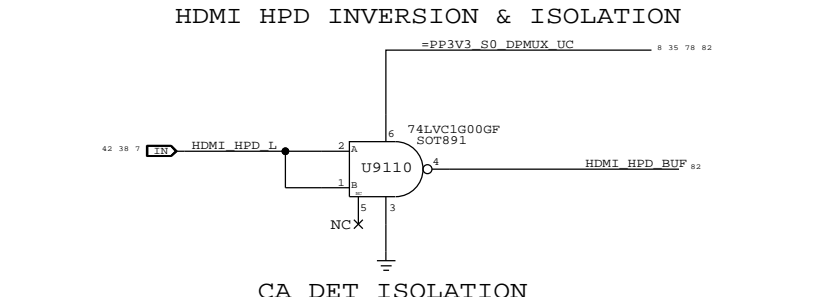 HDMI HPD INVERSION & ISOLATION
=PP3V3_S0_DPMUX_UC 8 35 78 82
6 74LVC1G00GF
SOT891
42 38 7 IN HDMI_HPD_L 2 A
U9110 4 HDMI_HPD_BUF 82
1 B
NC
5 3
NC
CA DET ISOLATION